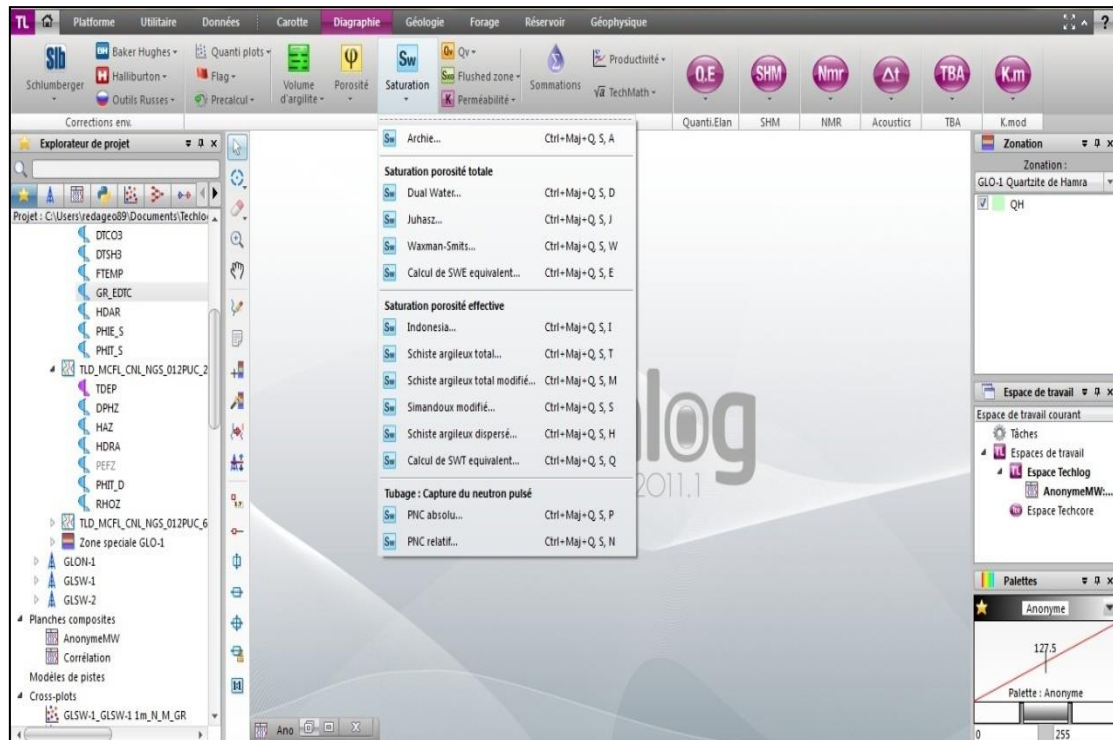 TL Plateforme Utilitaire Données Carotte Diagraphie Géologie Forage Réservoir Géophysique ?
Slb
Schlumberger
BH Baker Hughes
H Halliburton
Outils Russes
Corrections env.
Quanti plots
Flag
Precalcul
Volume
d'argilite
φ
Porosité
Sw
Saturation
Qv Qv
Sxo Flushed zone
K Perméabilité
Sommations
Productivité
√a TechMath
Q.E
Quanti.Elan
SHM
SHM
Nmr
NMR
Δt
Acoustics
TBA
TBA
K.m
K.mod
Explorateur de projet
Projet : C:\Users\redageo89\Documents\Techlo
DTCO3
DTSH3
FTEMP
GR_EDTC
HDAR
PHIE_S
PHIT_S
TLD_MCFL_CNL_NGS_012PUC_2
TDEP
DPHZ
HAZ
HDRA
PEFZ
PHIT_D
RHOZ
TLD_MCFL_CNL_NGS_012PUC_6
Zone speciale GLO-1
GLON-1
GLSW-1
GLSW-2
Planches composites
AnonymeMW
Corrélation
Modèles de pistes
Cross-plots
GLSW-1_GLSW-1 1m_N_M_GR
Sw Archie... Ctrl+Maj+Q, S, A
Saturation porosité totale
Sw Dual Water... Ctrl+Maj+Q, S, D
Sw Juhasz... Ctrl+Maj+Q, S, J
Sw Waxman-Smits... Ctrl+Maj+Q, S, W
Sw Calcul de SWE equivalent... Ctrl+Maj+Q, S, E
Saturation porosité effective
Sw Indonesia... Ctrl+Maj+Q, S, I
Sw Schiste argileux total... Ctrl+Maj+Q, S, T
Sw Schiste argileux total modifié... Ctrl+Maj+Q, S, M
Sw Simandoux modifié... Ctrl+Maj+Q, S, S
Sw Schiste argileux dispersé... Ctrl+Maj+Q, S, H
Sw Calcul de SWT equivalent... Ctrl+Maj+Q, S, Q
Tubage : Capture du neutron pulsé
Sw PNC absolu... Ctrl+Maj+Q, S, P
Sw PNC relatif... Ctrl+Maj+Q, S, N
log
2011.1
Ano
Zonation
Zonation :
GLO-1 Quartzite de Hamra
QH
Espace de travail
Espace de travail courant
Tâches
TL Espaces de travail
TL Espace Techlog
AnonymeMW:...
Espace Techcore
Palettes
Anonyme
127.5
Palette : Anonyme
0 255